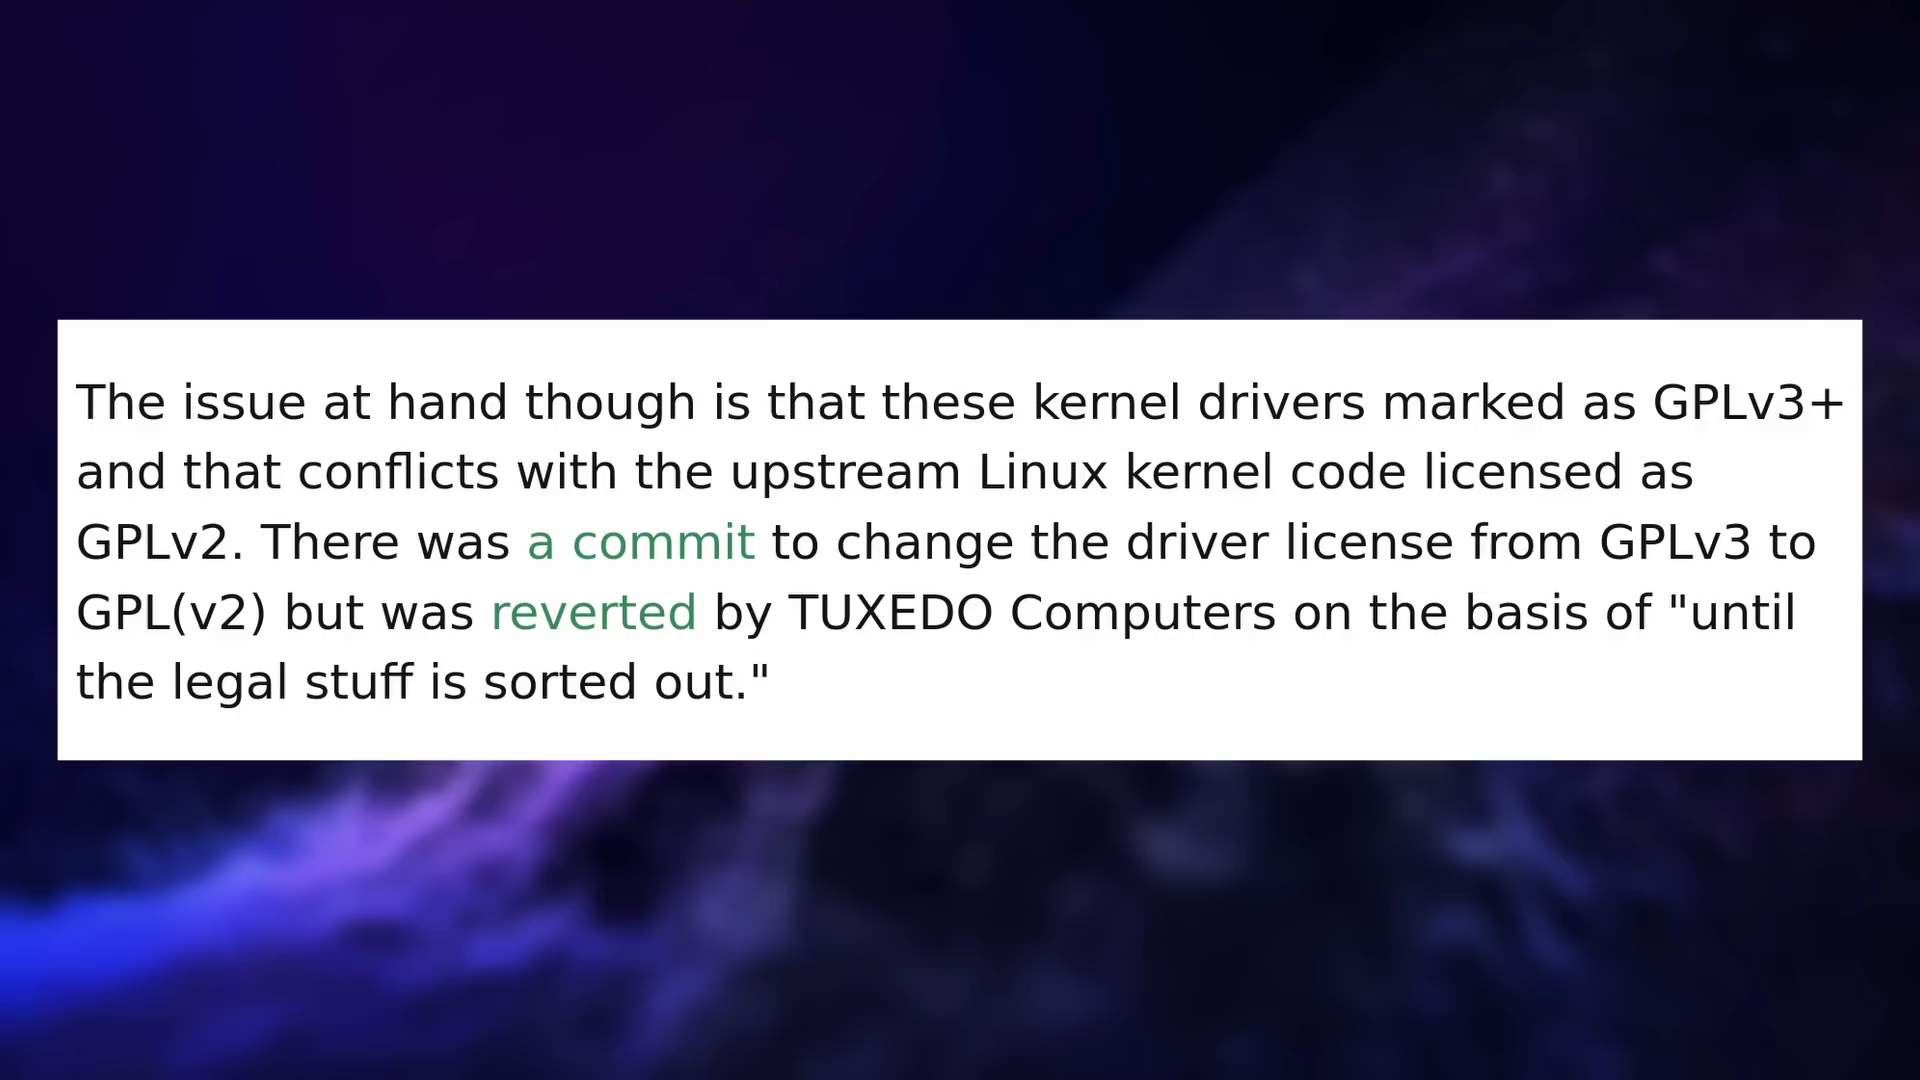 The issue at hand though is that these kernel drivers marked as GPLv3+
and that conflicts with the upstream Linux kernel code licensed as
GPLv2. There was a commit to change the driver license from GPLv3 to
GPL(v2) but was reverted by TUXEDO Computers on the basis of "until
the legal stuff is sorted out."